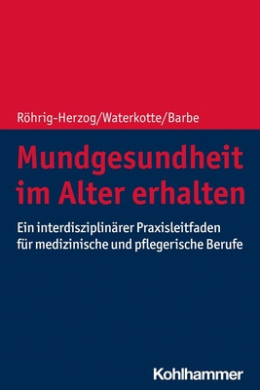 Röhrig-Herzog/Waterkotte/Barbe
Mundgesundheit
im Alter erhalten
Ein interdisziplinärer Praxisleitfaden
für medizinische und pflegerische Berufe
Kohlhammer